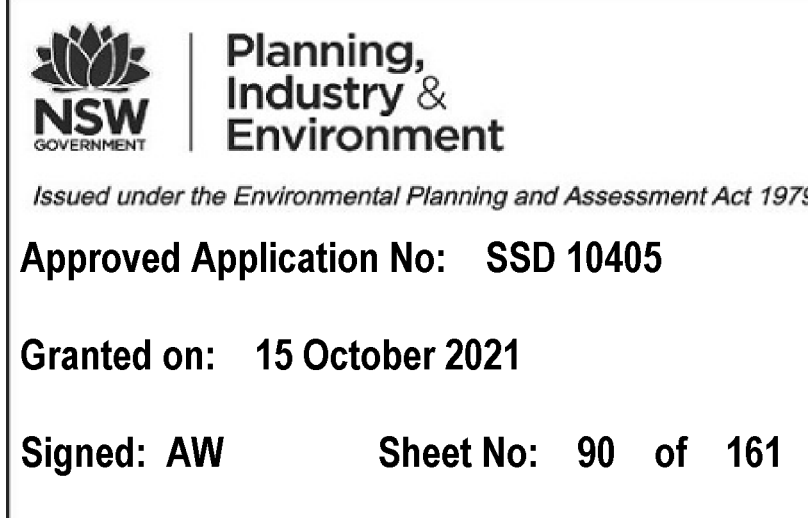 Planning,
Industry &
Environment
NSW
GOVERNMENT
Issued under the Environmental Planning and Assessment Act 1979
Approved Application No: SSD 10405
Granted on: 15 October 2021
Signed: AW Sheet No: 90 of 161